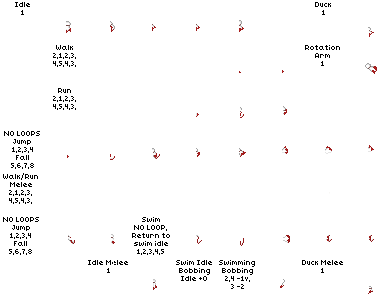 Idle
1
Duck
1
Walk
2,1,2,3,
4,5,4,3,
Rotation
Arm
1
Run
2,1,2,3,
4,5,4,3,
NO LOOPS
Jump
1,2,3,4
Fall
5,6,7,8
Walk/Run
Melee
2,1,2,3,
4,5,4,3,
NO LOOPS
Jump
1,2,3,4
Fall
5,6,7,8
Swim
NO LOOP,
Return to
swim idle
1,2,3,4,5
Idle Melee
1
Swim Idle
Bobbing
Idle +0
Swimming
Bobbing
2,4 -1v,
3 -2
Duck Melee
1